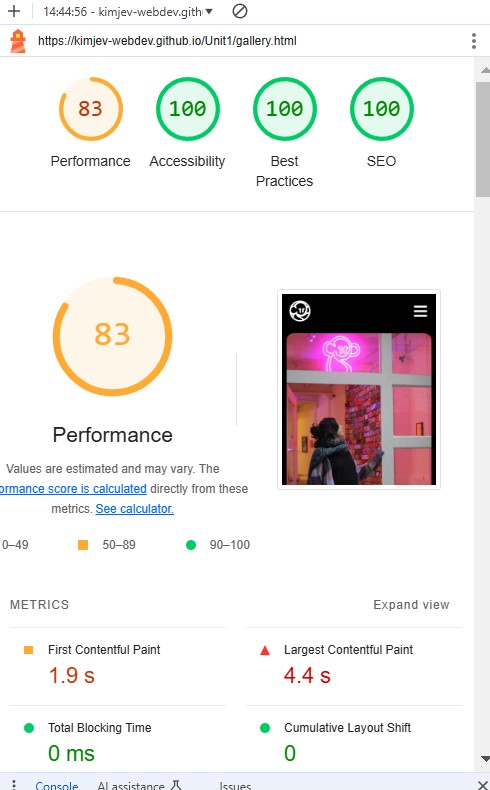 14:44:56 - kimjev-webdev.gith
https://kimjev-webdev.github.io/Unit1/gallery.html
83
100
100
100
Performance
Accessibility
Best
Practices
SEO
83
Performance
Values are estimated and may vary. The
ormance score is calculated directly from these
metrics. See calculator.
0–49
50–89
90–100
METRICS
Expand view
First Contentful Paint
1.9 s
Largest Contentful Paint
4.4 s
Total Blocking Time
0 ms
Cumulative Layout Shift
0
Console
AI assistance
Issues